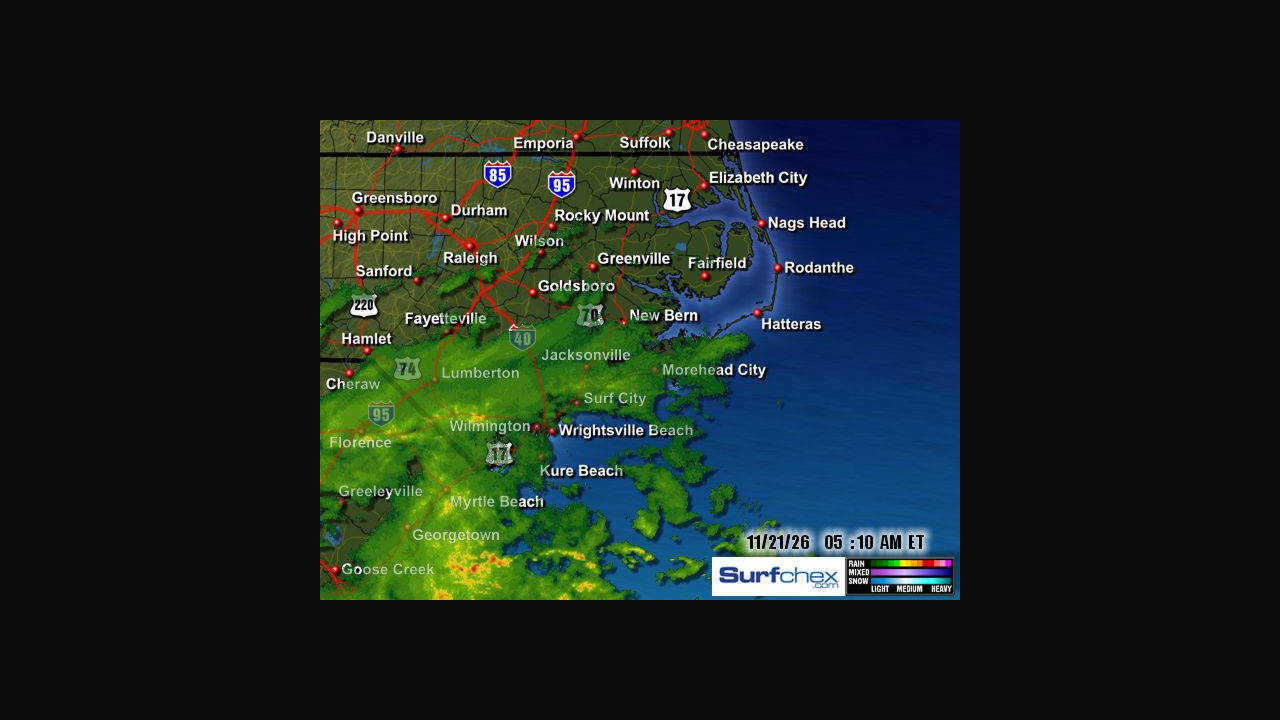 Danville
Emporia
Suffolk
Cheasapeake
85
95
Winton
17
Elizabeth City
Greensboro
Durham
Rocky Mount
Nags Head
High Point
Raleigh
Wilson
Greenville
Fairfield
Rodanthe
Sanford
Goldsboro
220
Fayetteville
70
New Bern
Hatteras
Hamlet
40
Jacksonville
Cheraw
74
Lumberton
Morehead City
95
Surf City
Florence
Wilmington
Wrightsville Beach
17
Kure Beach
Greeleyville
Myrtle Beach
Georgetown
11/21/26 05 :10 AM ET
Goose Creek
Surfchex
.com
RAIN
MIXED
SNOW
LIGHT MEDIUM HEAVY